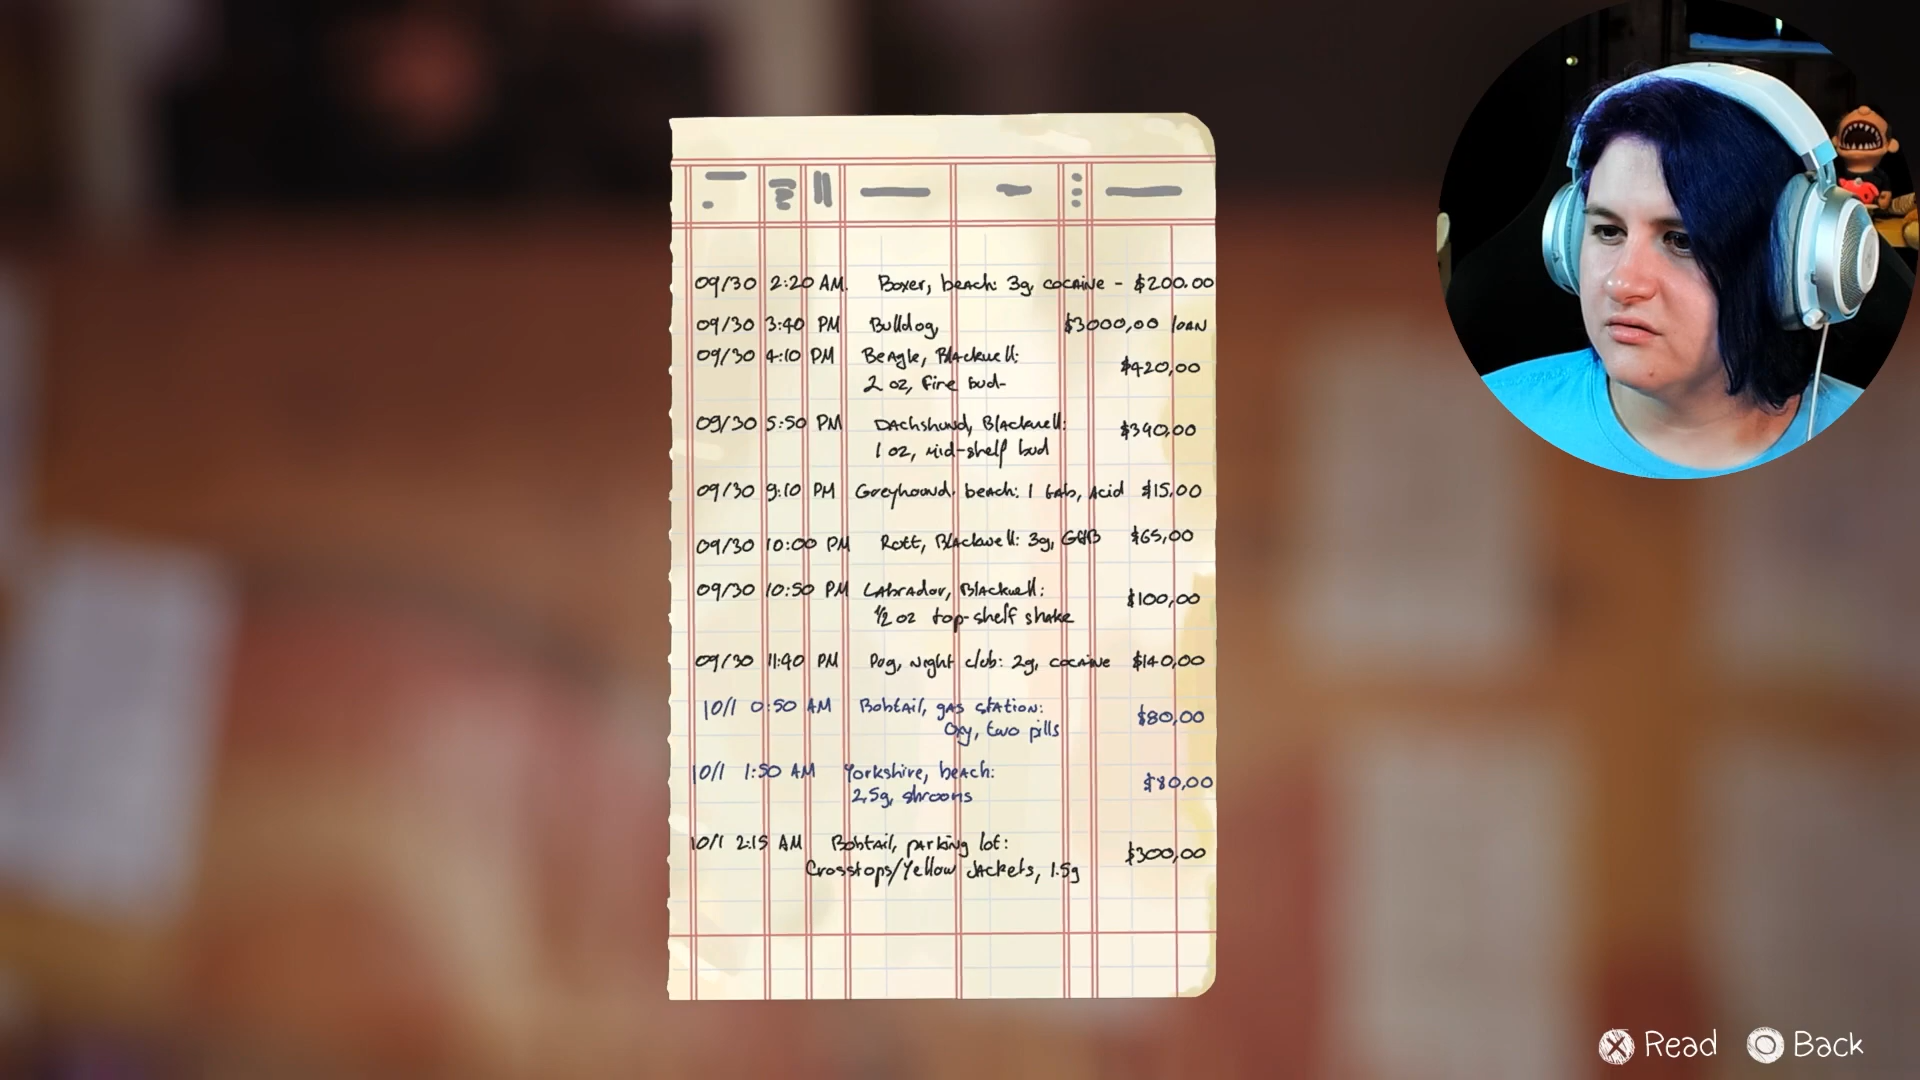 09/30 2:20 AM. Boxer, beach: 3g, cocaine - $200.00
09/30 3:40 PM Bulldog, $3000,00 loan
09/30 4:10 PM Beagle, Blackwell:
2 oz, fire bud- $420,00
09/30 5:50 PM Dachshund, Blackwell: $340,00
1 oz, mid-shelf bud
09/30 9:10 PM Greyhound, beach: 1 tab, acid $15,00
09/30 10:00 PM Rott, Blackwell: 3g, GHB $65,00
09/30 10:50 PM Labrador, Blackwell: $100,00
1/2 oz top-shelf shake
09/30 11:40 PM Pog, night club: 2g, cocaine $140,00
10/1 0:50 AM Bobtail, gas station: $80,00
Oxy, two pills
10/1 1:50 AM Yorkshire, beach: $80,00
2,5g, shrooms
10/1 2:15 AM Bobtail, parking lot: $300,00
Crosstops/Yellow Jackets, 1.5g
Read Back